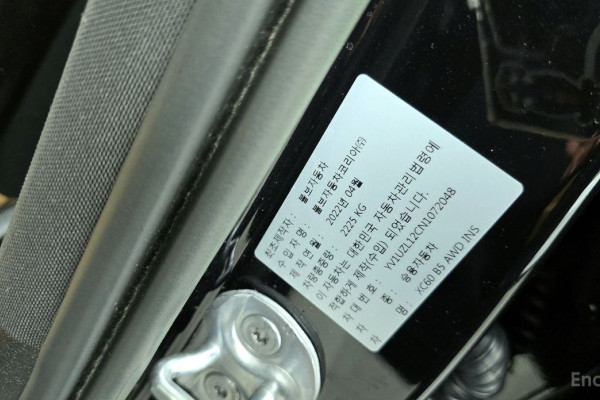 최초제작자 : 볼보자동차
수 입 자 명 : 볼보자동차코리아㈜
제 작 연 월 : 2022년 04월
차량총중량 : 2225 KG
이 자동차는 대한민국 자동차관리법령에
적합하게 제작(수입) 되었습니다.
차 대 번 호 : YV1UZL12CN1072048
차 종 : 승용자동차
차 명 : XC60 B5 AWD INS
Enc